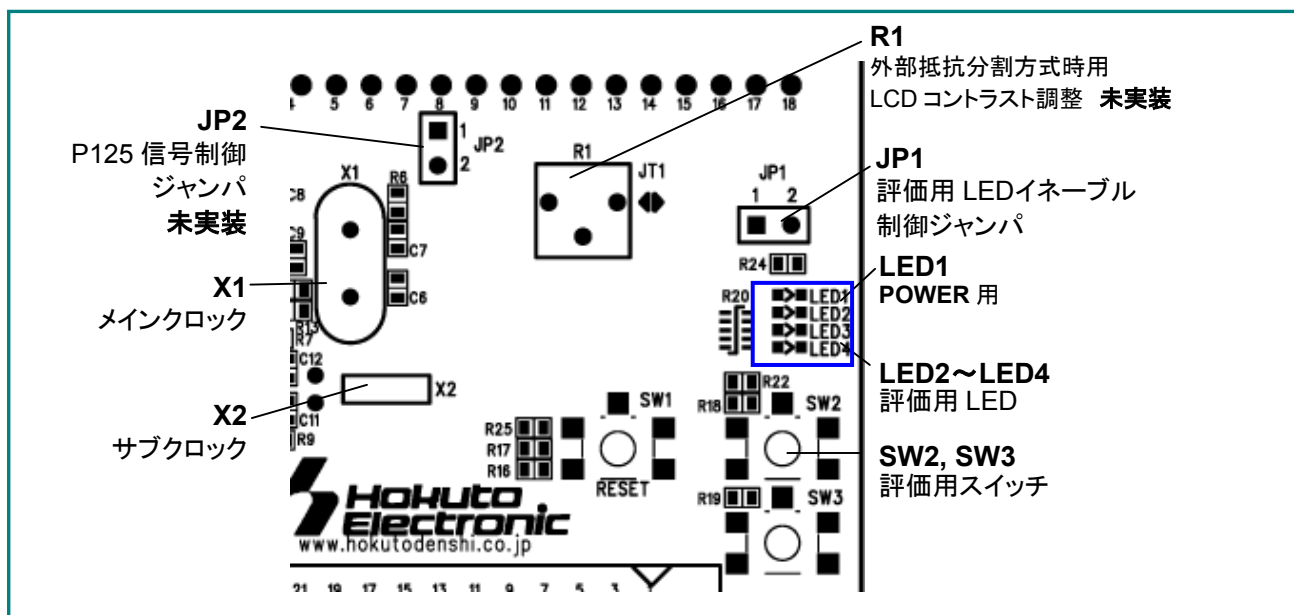 R1
外部抵抗分割方式時用
LCD コントラスト調整 未実装
JP2
P125 信号制御
ジャンパ
未実装
X1
メインクロック
X2
サブクロック
JP1
評価用 LEDイネーブル
制御ジャンパ
LED1
POWER 用
LED2～LED4
評価用 LED
SW2, SW3
評価用スイッチ
5 6 7 8 9 10 11 12 13 14 15 16 17 18
1
2
JP2
R1
JT1
JP1
1 2
X1
R6
C8
C9
C7
C6
R13
R7
C12
C11
R9
X2
R24
R20
LED1
LED2
LED3
LED4
R22
R18
SW1
SW2
R25
R17
R16
RESET
R19
SW3
Hokuto
Electronic
www.hokutodenshi.co.jp
21 19 17 15 13 11 9 7 5 3 1